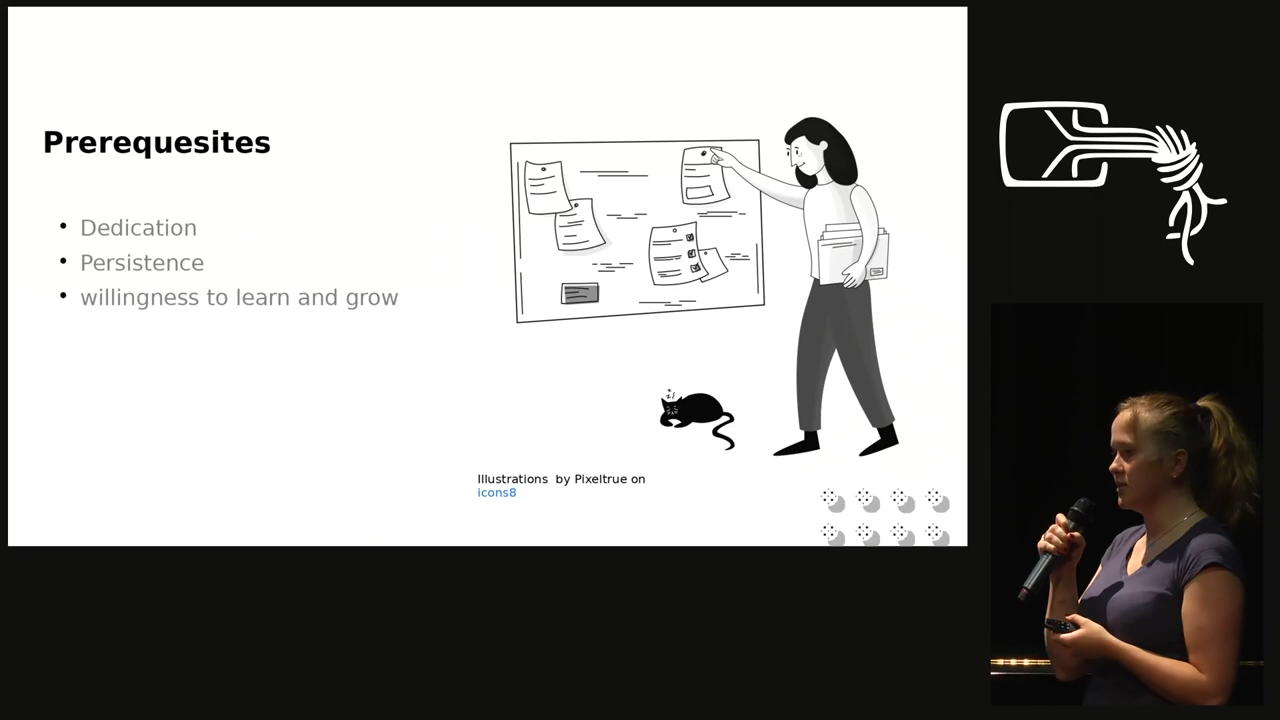 Prerequesites
Dedication
Persistence
willingness to learn and grow
Illustrations by Pixeltrue on
icons8